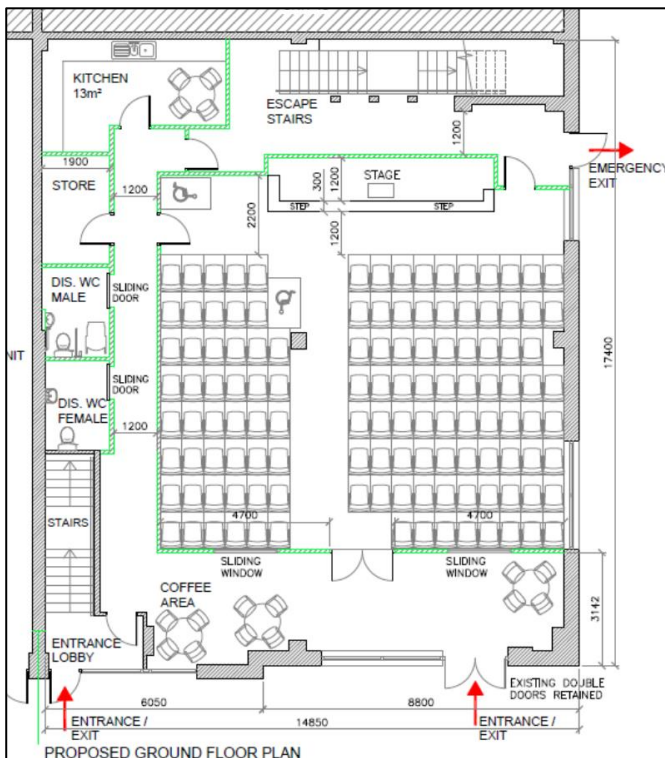 KITCHEN
13m²
ESCAPE
STAIRS
1200
EMERGENCY
EXIT
1900
STORE
1200
2200
300
1200
STAGE
STEP
STEP
1200
DIS. WC
MALE
SLIDING
DOOR
NIT
17400
DIS. WC
FEMALE
SLIDING
DOOR
1200
STAIRS
4700
4700
SLIDING
WINDOW
SLIDING
WINDOW
COFFEE
AREA
3142
ENTRANCE
LOBBY
EXISTING DOUBLE
DOORS RETAINED
6050
8800
ENTRANCE /
EXIT
14850
ENTRANCE /
EXIT
PROPOSED GROUND FLOOR PLAN